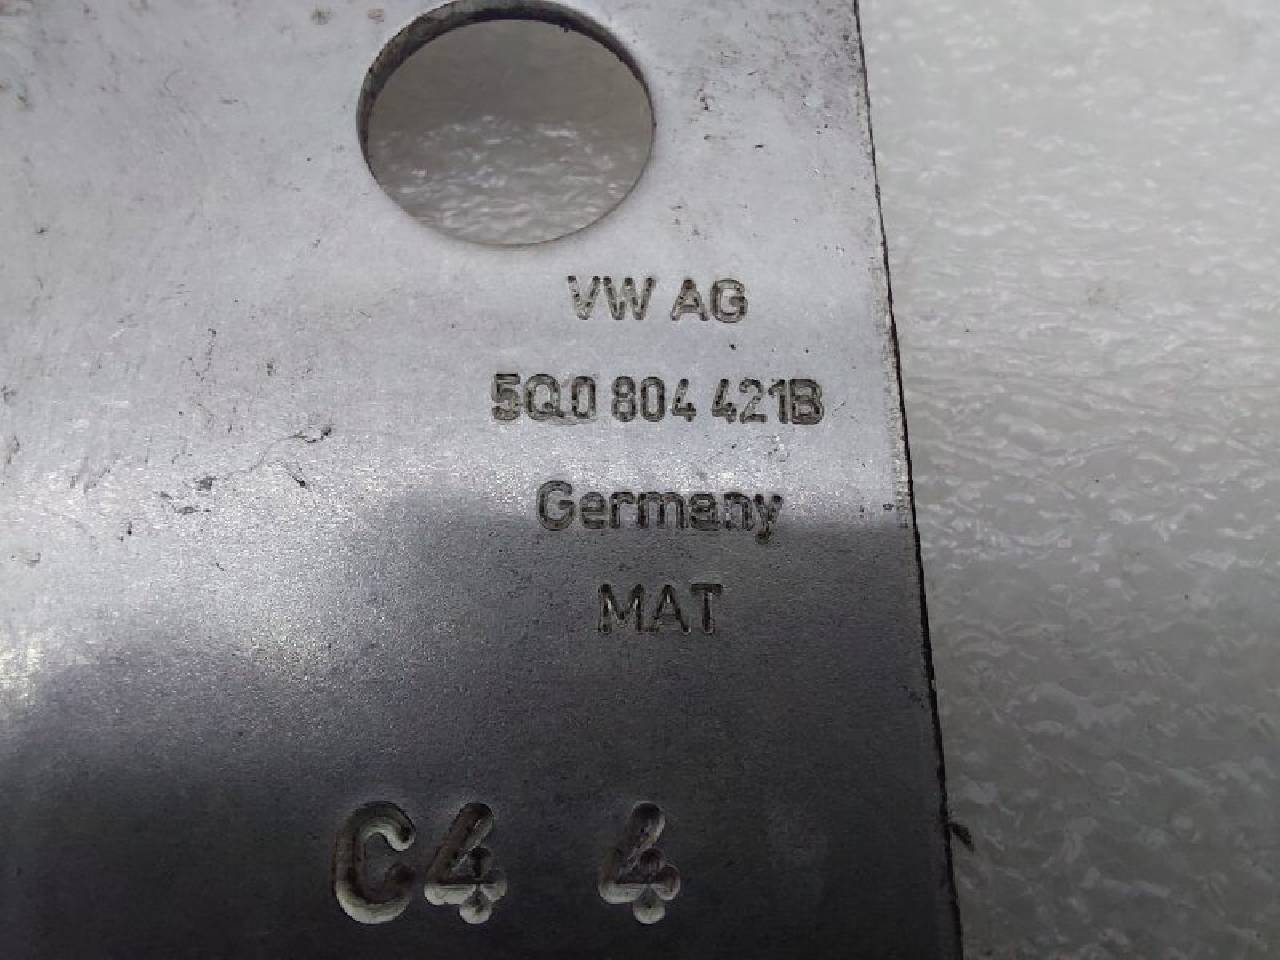 VW AG
5Q0 804 421B
Germany
MAT
C4 4